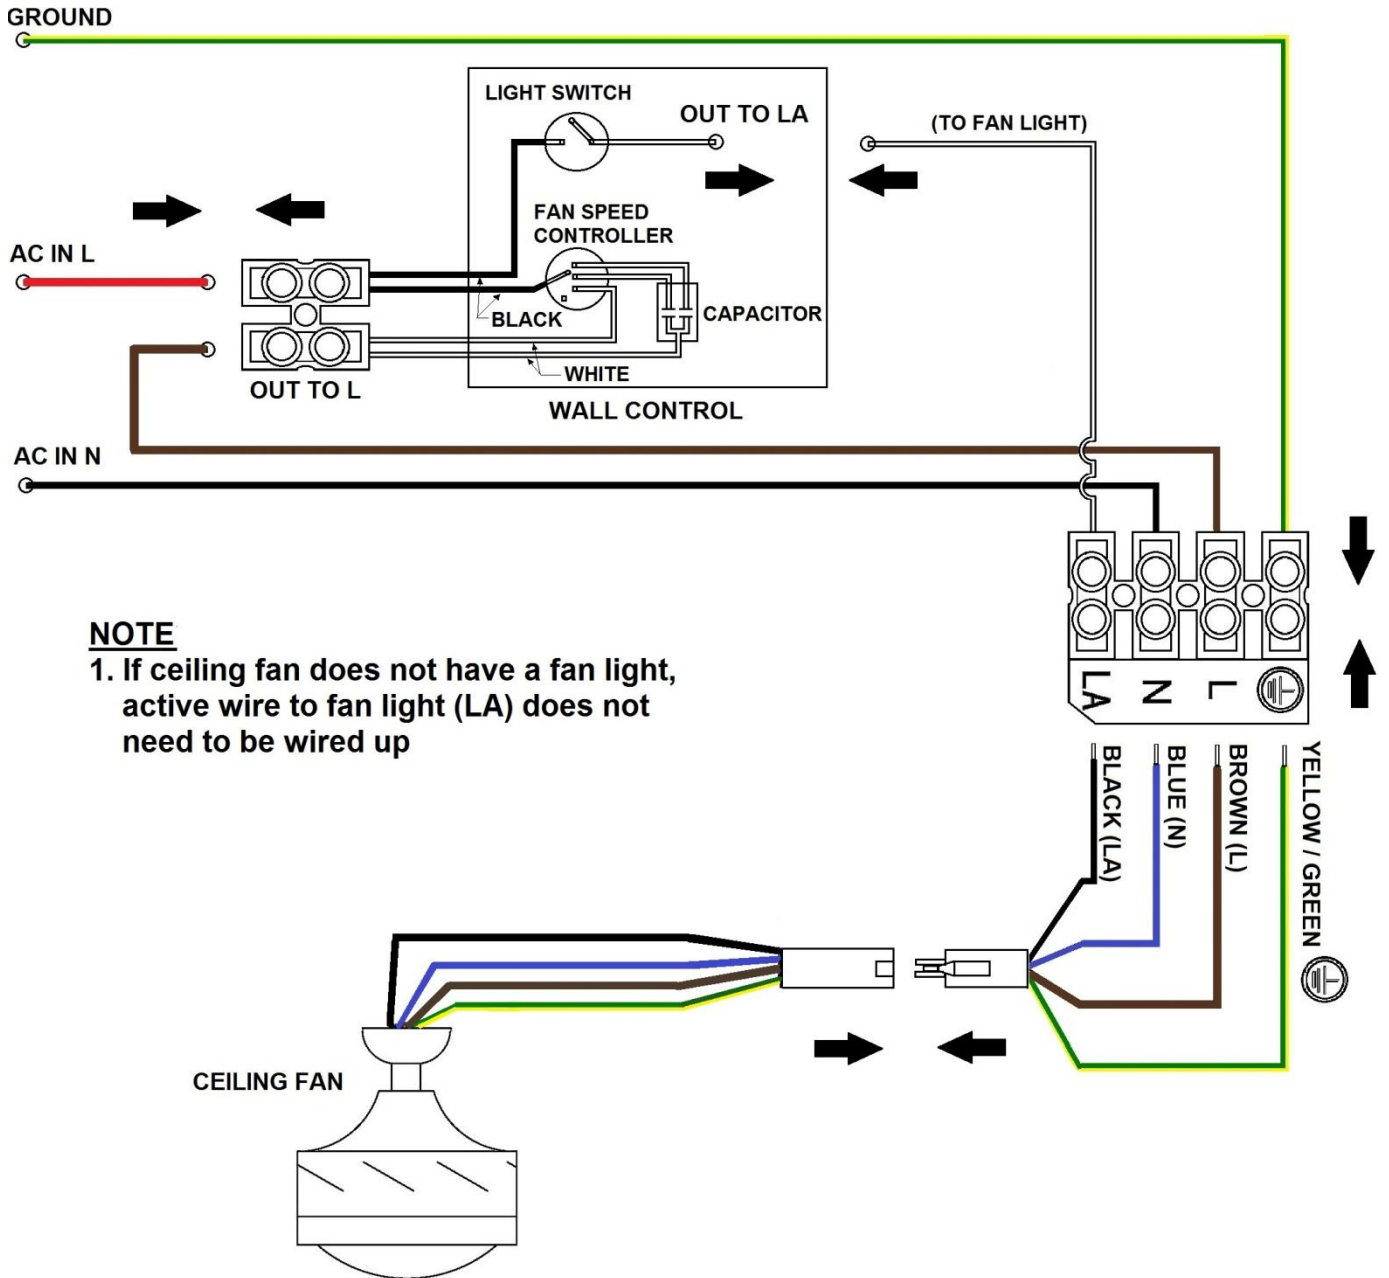 GROUND
LIGHT SWITCH
OUT TO LA
(TO FAN LIGHT)
FAN SPEED
CONTROLLER
AC IN L
BLACK
CAPACITOR
WHITE
OUT TO L
WALL CONTROL
AC IN N
NOTE
1. If ceiling fan does not have a fan light,
active wire to fan light (LA) does not
need to be wired up
LA
N
L
BLACK (LA)
BLUE (N)
BROWN (L)
YELLOW / GREEN
CEILING FAN